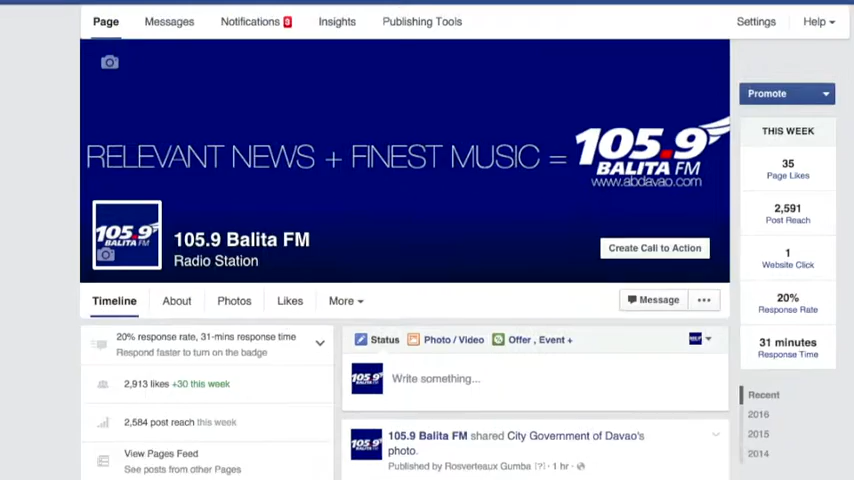 Page Messages Notifications Insights Publishing Tools Settings Help
RELEVANT NEWS + FINEST MUSIC = 105.9
BALITA FM
www.abdavao.com
105.9
BALITA FM
105.9 Balita FM
Radio Station
Create Call to Action
Timeline About Photos Likes More
Message ...
Promote
THIS WEEK
35
Page Likes
2,591
Post Reach
1
Website Click
20%
Response Rate
31 minutes
Response Time
Recent
2016
2015
2014
20% response rate, 31-mins response time
Respond faster to turn on the badge
2,913 likes +30 this week
2,584 post reach this week
View Pages Feed
See posts from other Pages
Status Photo / Video Offer , Event +
105.9
Write something...
105.9
105.9 Balita FM shared City Government of Davao's
photo.
Published by Rosverteaux Gumba [?] · 1 hr ·